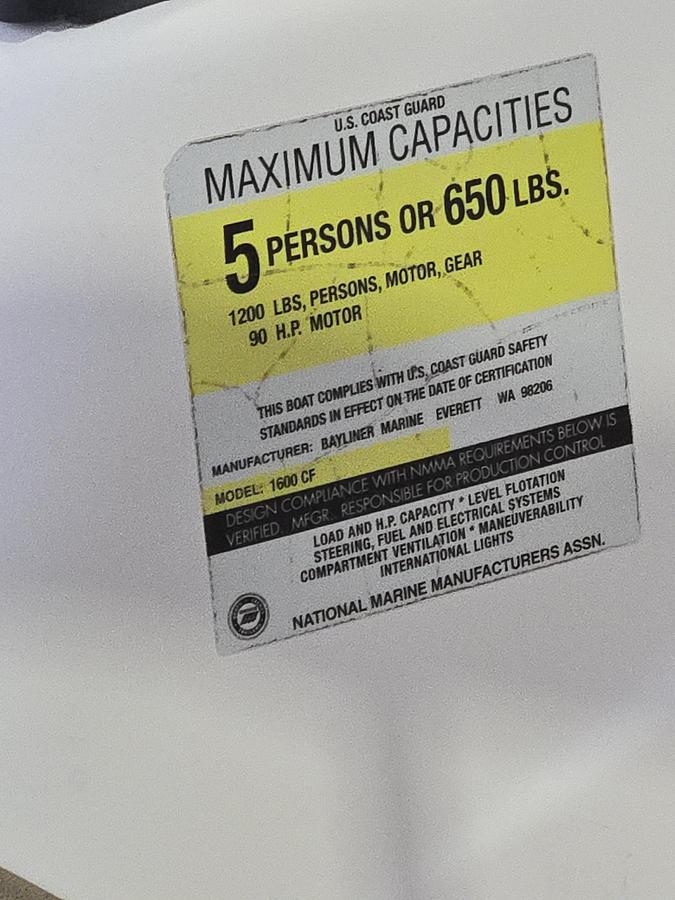 U.S. COAST GUARD
MAXIMUM CAPACITIES
5 PERSONS OR 650 LBS.
1200 LBS, PERSONS, MOTOR, GEAR
90 H.P. MOTOR
THIS BOAT COMPLIES WITH U.S. COAST GUARD SAFETY
STANDARDS IN EFFECT ON THE DATE OF CERTIFICATION
MANUFACTURER: BAYLINER MARINE EVERETT WA 98206
MODEL: 1600 CF
DESIGN COMPLIANCE WITH NMMA REQUIREMENTS BELOW IS
VERIFIED. MFGR. RESPONSIBLE FOR PRODUCTION CONTROL
LOAD AND H.P. CAPACITY * LEVEL FLOTATION
STEERING, FUEL AND ELECTRICAL SYSTEMS
COMPARTMENT VENTILATION * MANEUVERABILITY
INTERNATIONAL LIGHTS
NATIONAL MARINE MANUFACTURERS ASSN.